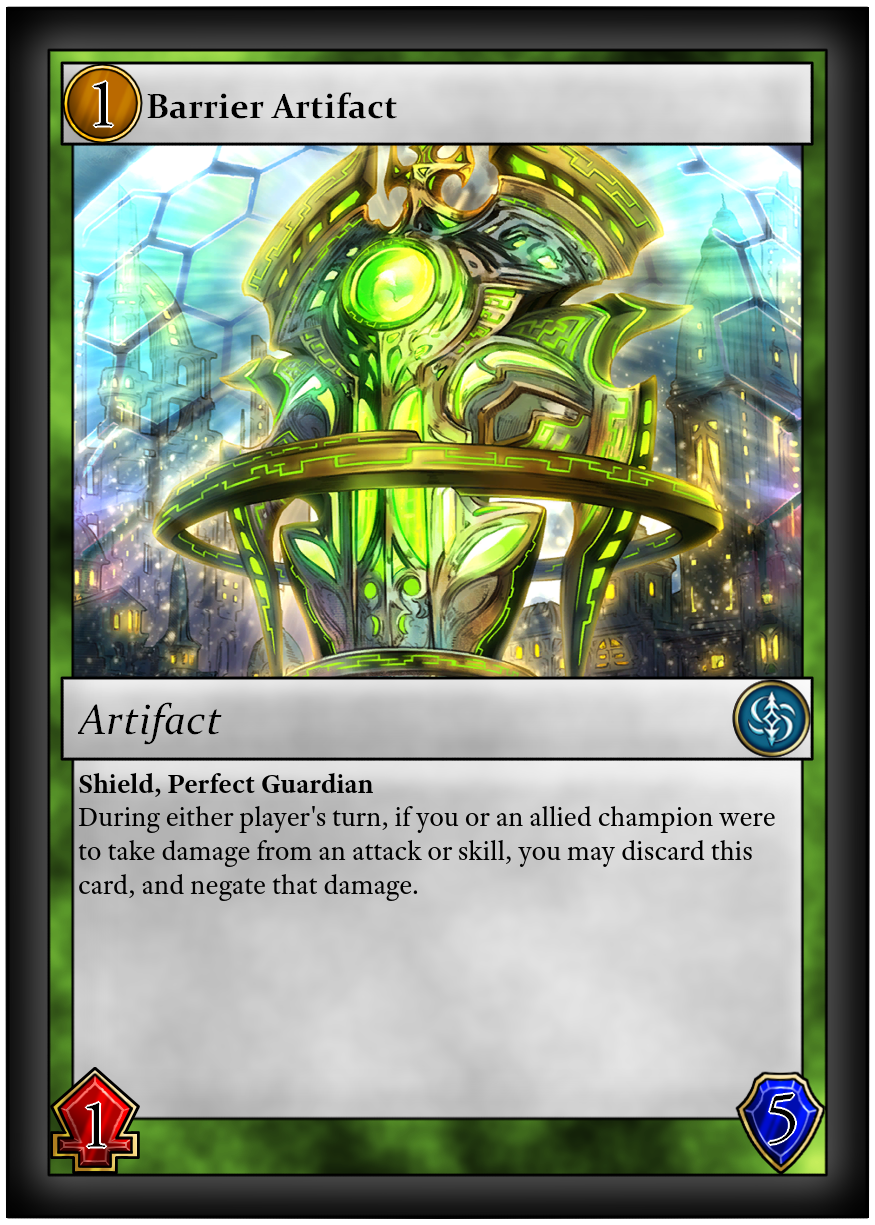 1 Barrier Artifact
Artifact
Shield, Perfect Guardian
During either player's turn, if you or an allied champion were
to take damage from an attack or skill, you may discard this
card, and negate that damage.
1
5